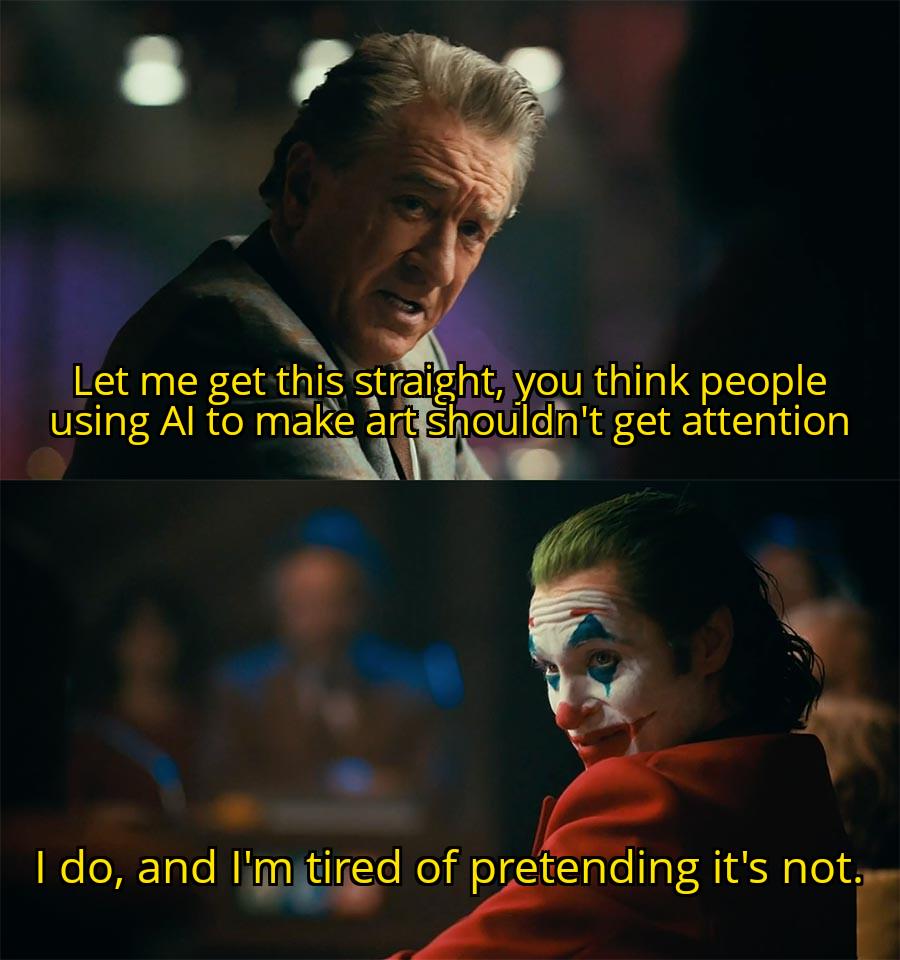 Let me get this straight, you think people
using AI to make art shouldn't get attention
I do, and I'm tired of pretending it's not.